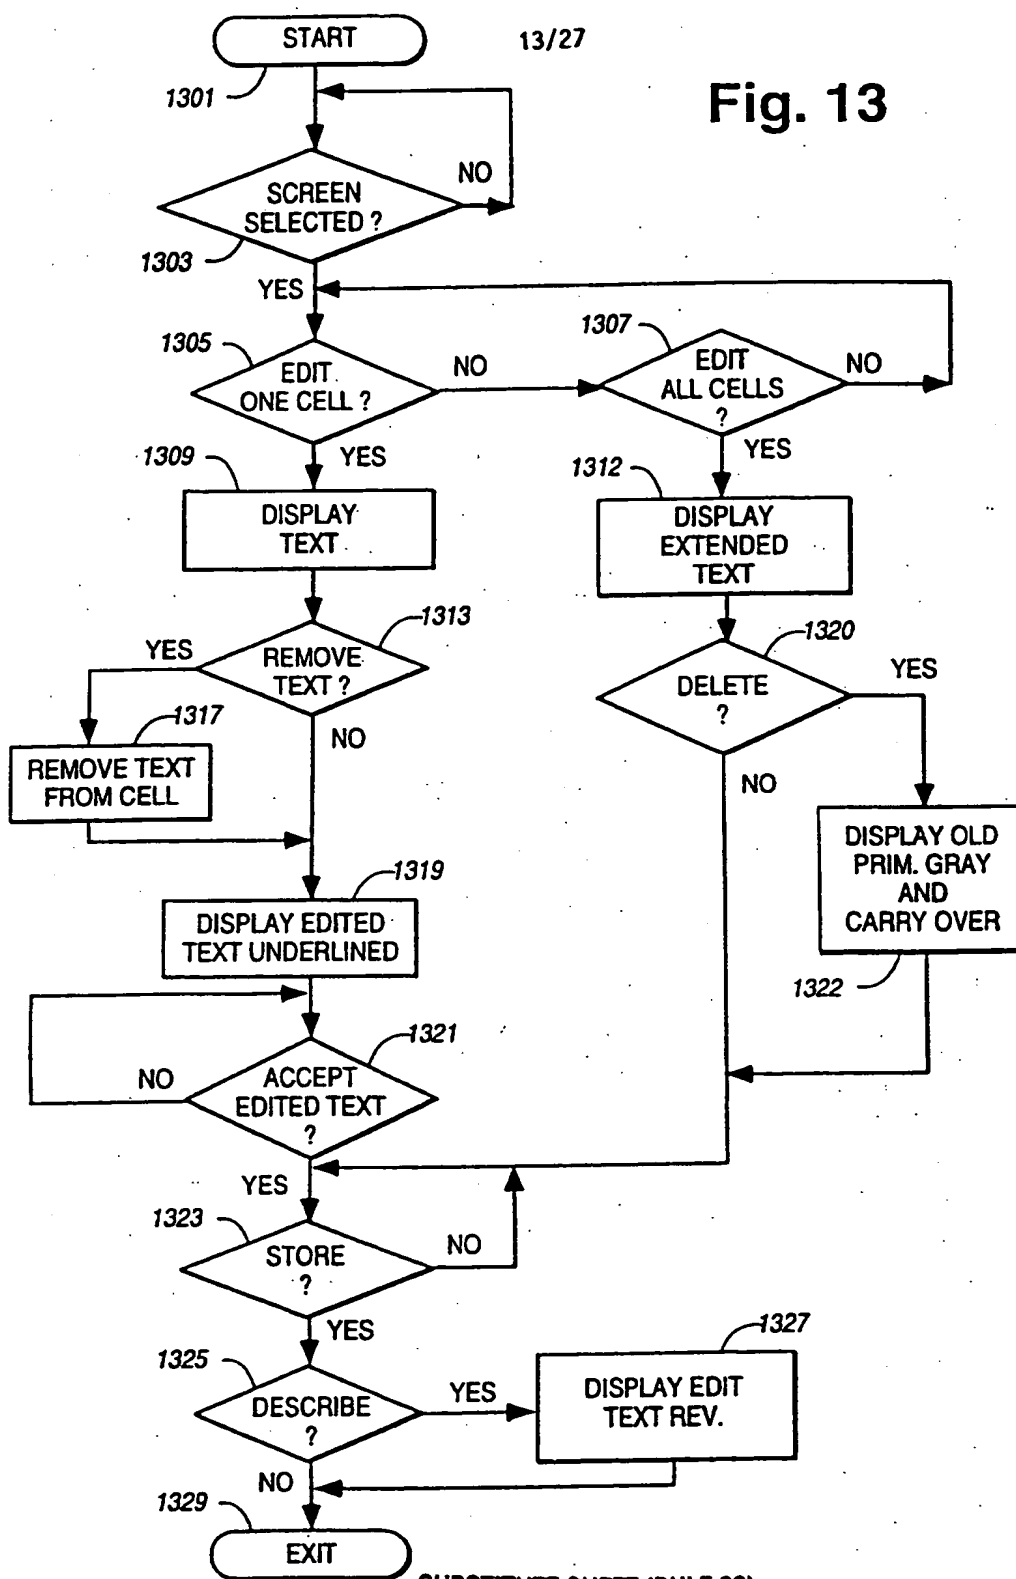 START
13/27
1301
Fig. 13
NO
SCREEN
SELECTED ?
1303
YES
1305
1307
EDIT
ONE CELL ?
NO
EDIT
ALL CELLS
?
NO
1309
YES
YES
1312
DISPLAY
TEXT
DISPLAY
EXTENDED
TEXT
1313
1320
YES
REMOVE
TEXT ?
DELETE
?
YES
1317
NO
REMOVE TEXT
FROM CELL
NO
DISPLAY OLD
PRIM. GRAY
AND
CARRY OVER
1319
DISPLAY EDITED
TEXT UNDERLINED
1322
1321
NO
ACCEPT
EDITED TEXT
?
YES
1323
STORE
?
NO
YES
1327
1325
DESCRIBE
?
YES
DISPLAY EDIT
TEXT REV.
NO
1329
EXIT